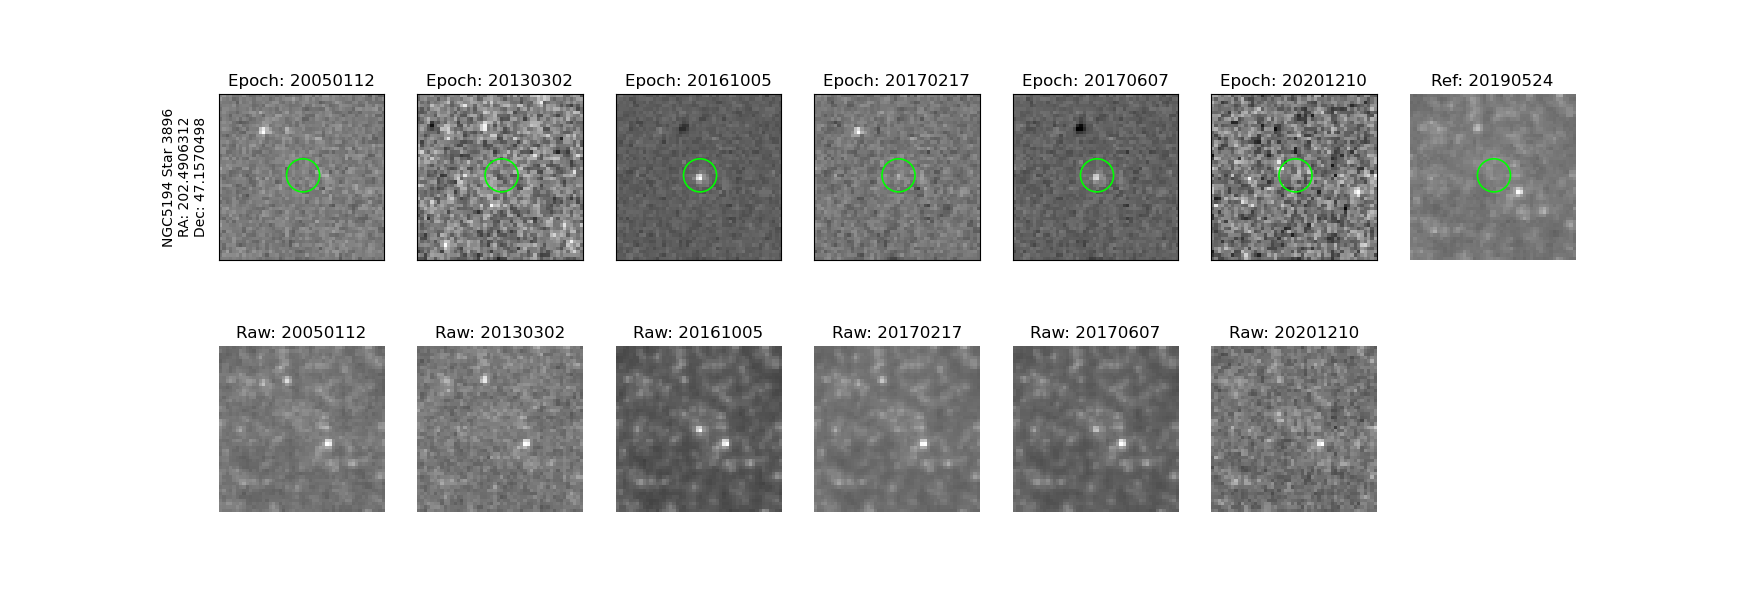 NGC5194 Star 3896
RA: 202.4906312
Dec: 47.1570498
Epoch: 20050112
Epoch: 20130302
Epoch: 20161005
Epoch: 20170217
Epoch: 20170607
Epoch: 20201210
Ref: 20190524
Raw: 20050112
Raw: 20130302
Raw: 20161005
Raw: 20170217
Raw: 20170607
Raw: 20201210